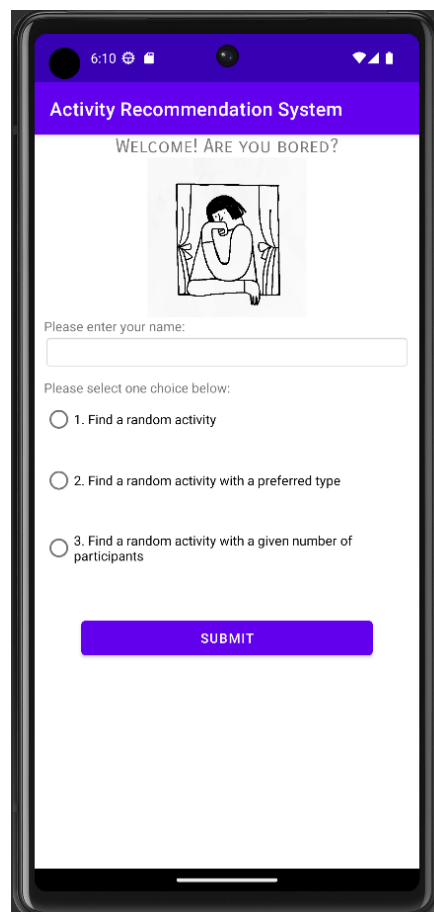 6:10
Activity Recommendation System
Welcome! Are you bored?
Please enter your name:
Please select one choice below:
1. Find a random activity
2. Find a random activity with a preferred type
3. Find a random activity with a given number of
participants
SUBMIT